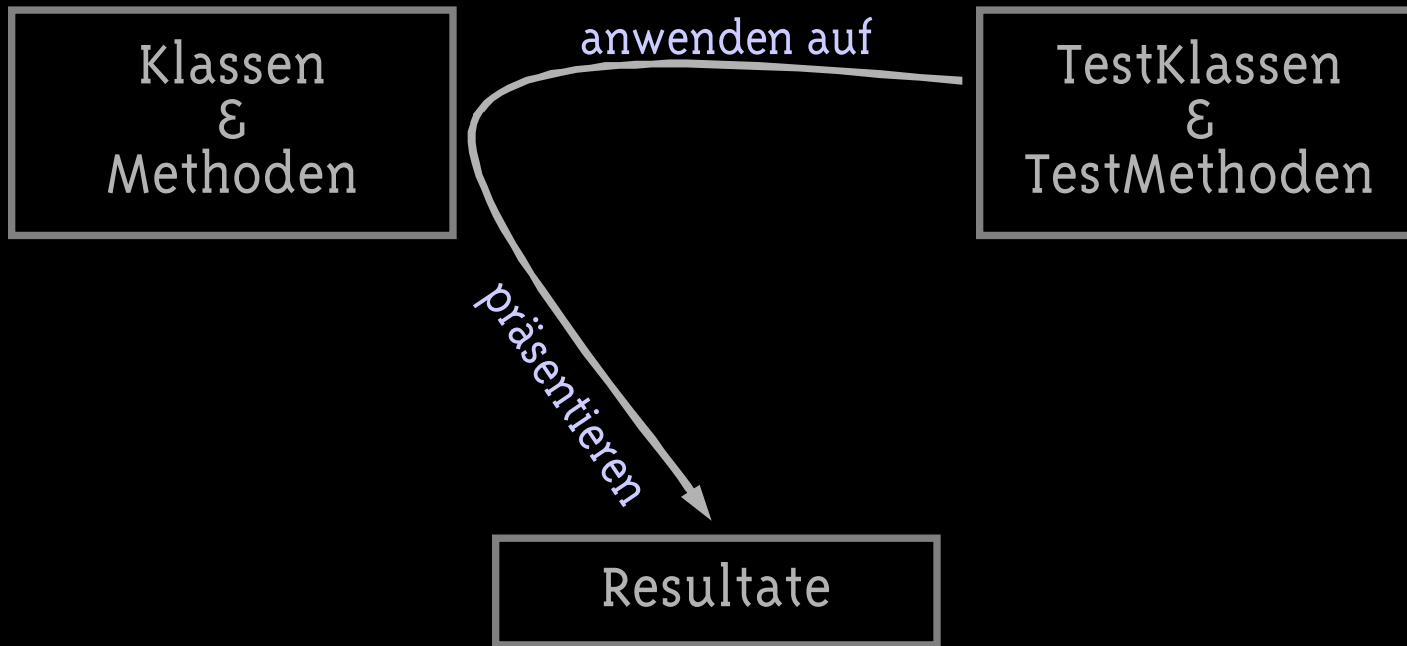 Klassen
&
Methoden
anwenden auf
TestKlassen
&
TestMethoden
präsentieren
Resultate